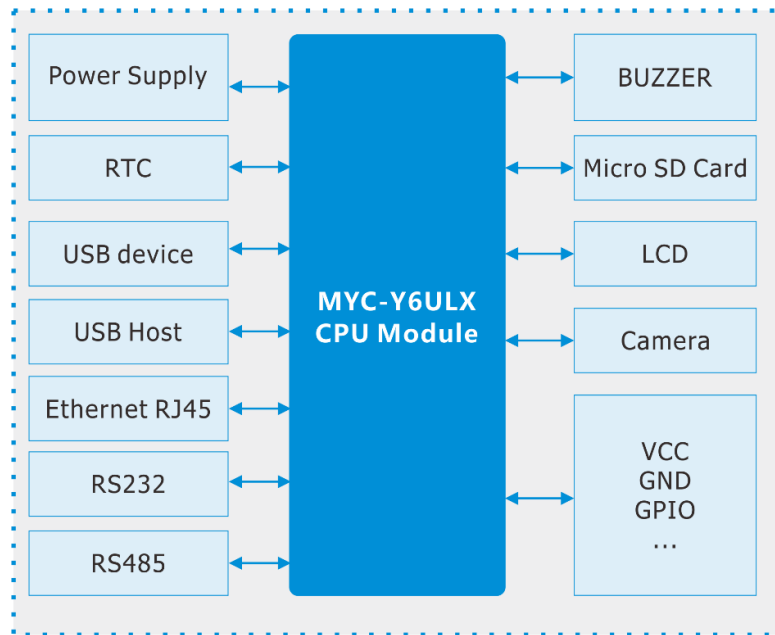 Power Supply
RTC
USB device
USB Host
Ethernet RJ45
RS232
RS485
MYC-Y6ULX
CPU Module
BUZZER
Micro SD Card
LCD
Camera
VCC
GND
GPIO
...